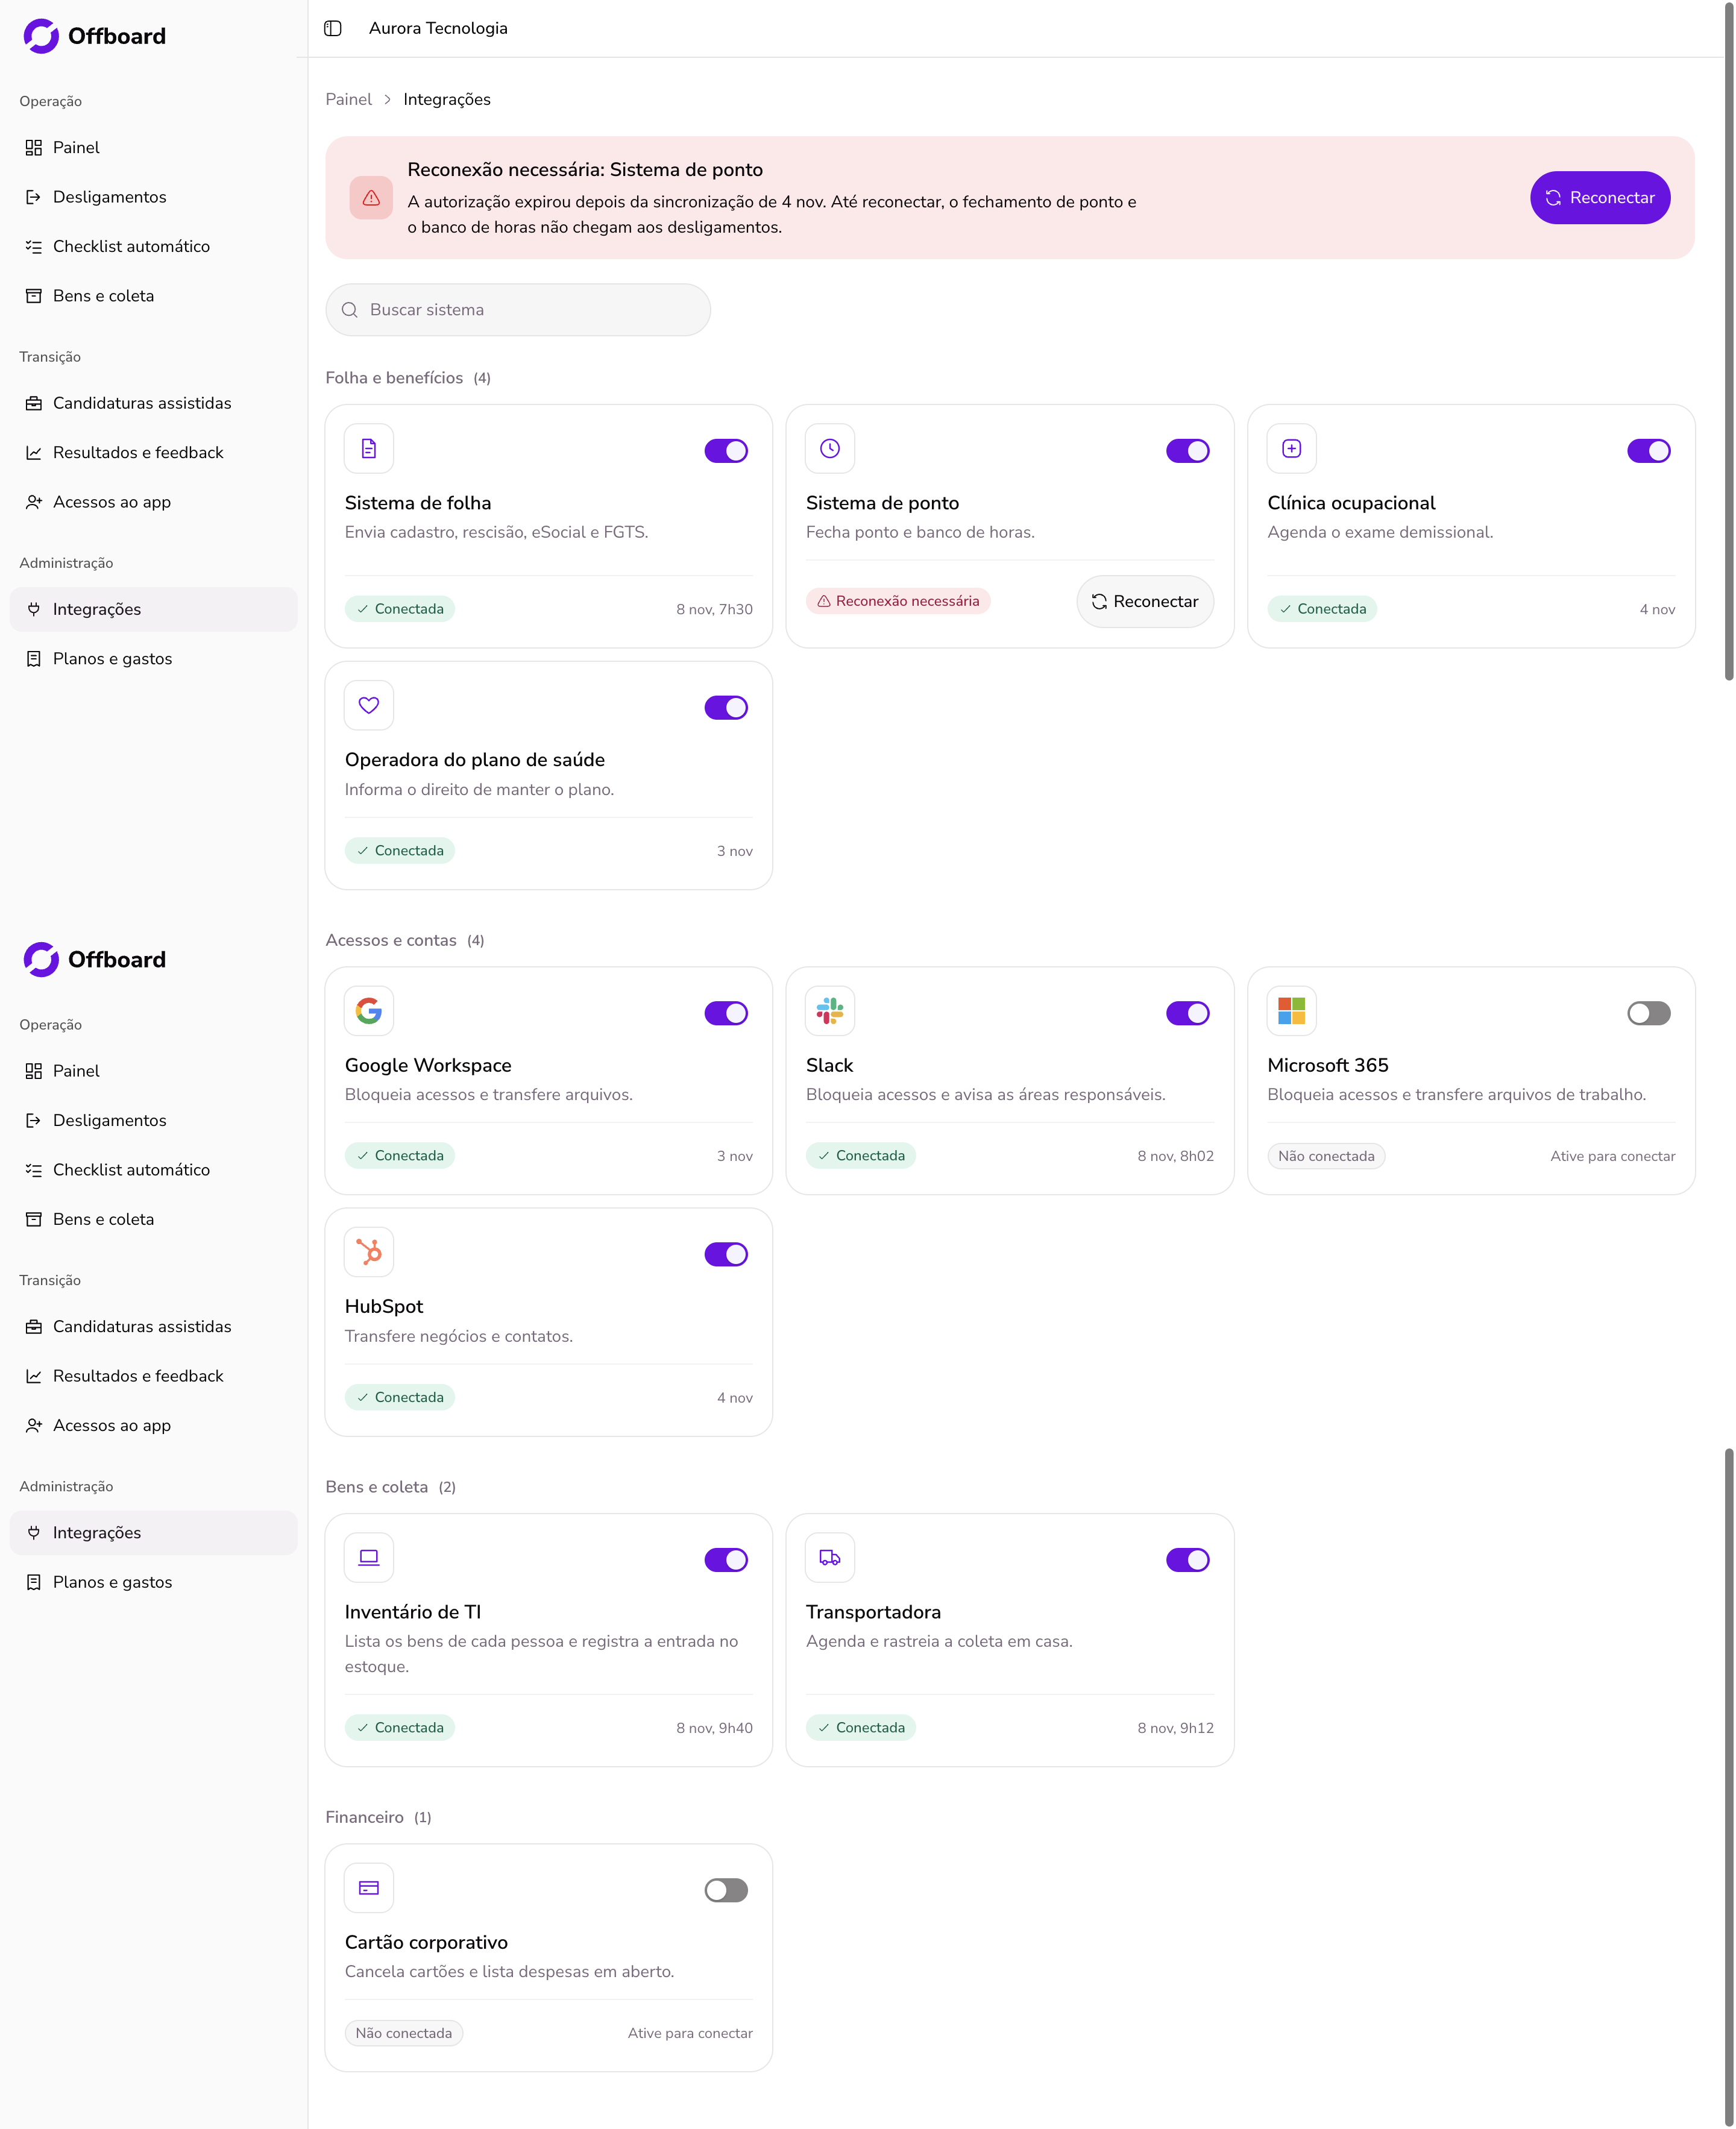 Offboard
Operação
Painel
Desligamentos
Checklist automático
Bens e coleta
Transição
Candidaturas assistidas
Resultados e feedback
Acessos ao app
Administração
Integrações
Planos e gastos
Offboard
Operação
Painel
Desligamentos
Checklist automático
Bens e coleta
Transição
Candidaturas assistidas
Resultados e feedback
Acessos ao app
Administração
Integrações
Planos e gastos
Aurora Tecnologia
Painel > Integrações
Reconexão necessária: Sistema de ponto
A autorização expirou depois da sincronização de 4 nov. Até reconectar, o fechamento de ponto e
o banco de horas não chegam aos desligamentos.
Reconectar
Buscar sistema
Folha e benefícios (4)
Sistema de folha
Envia cadastro, rescisão, eSocial e FGTS.
Conectada 8 nov, 7h30
Sistema de ponto
Fecha ponto e banco de horas.
Reconexão necessária Reconectar
Clínica ocupacional
Agenda o exame demissional.
Conectada 4 nov
Operadora do plano de saúde
Informa o direito de manter o plano.
Conectada 3 nov
Acessos e contas (4)
Google Workspace
Bloqueia acessos e transfere arquivos.
Conectada 3 nov
Slack
Bloqueia acessos e avisa as áreas responsáveis.
Conectada 8 nov, 8h02
Microsoft 365
Bloqueia acessos e transfere arquivos de trabalho.
Não conectada Ative para conectar
HubSpot
Transfere negócios e contatos.
Conectada 4 nov
Bens e coleta (2)
Inventário de TI
Lista os bens de cada pessoa e registra a entrada no
estoque.
Conectada 8 nov, 9h40
Transportadora
Agenda e rastreia a coleta em casa.
Conectada 8 nov, 9h12
Financeiro (1)
Cartão corporativo
Cancela cartões e lista despesas em aberto.
Não conectada Ative para conectar